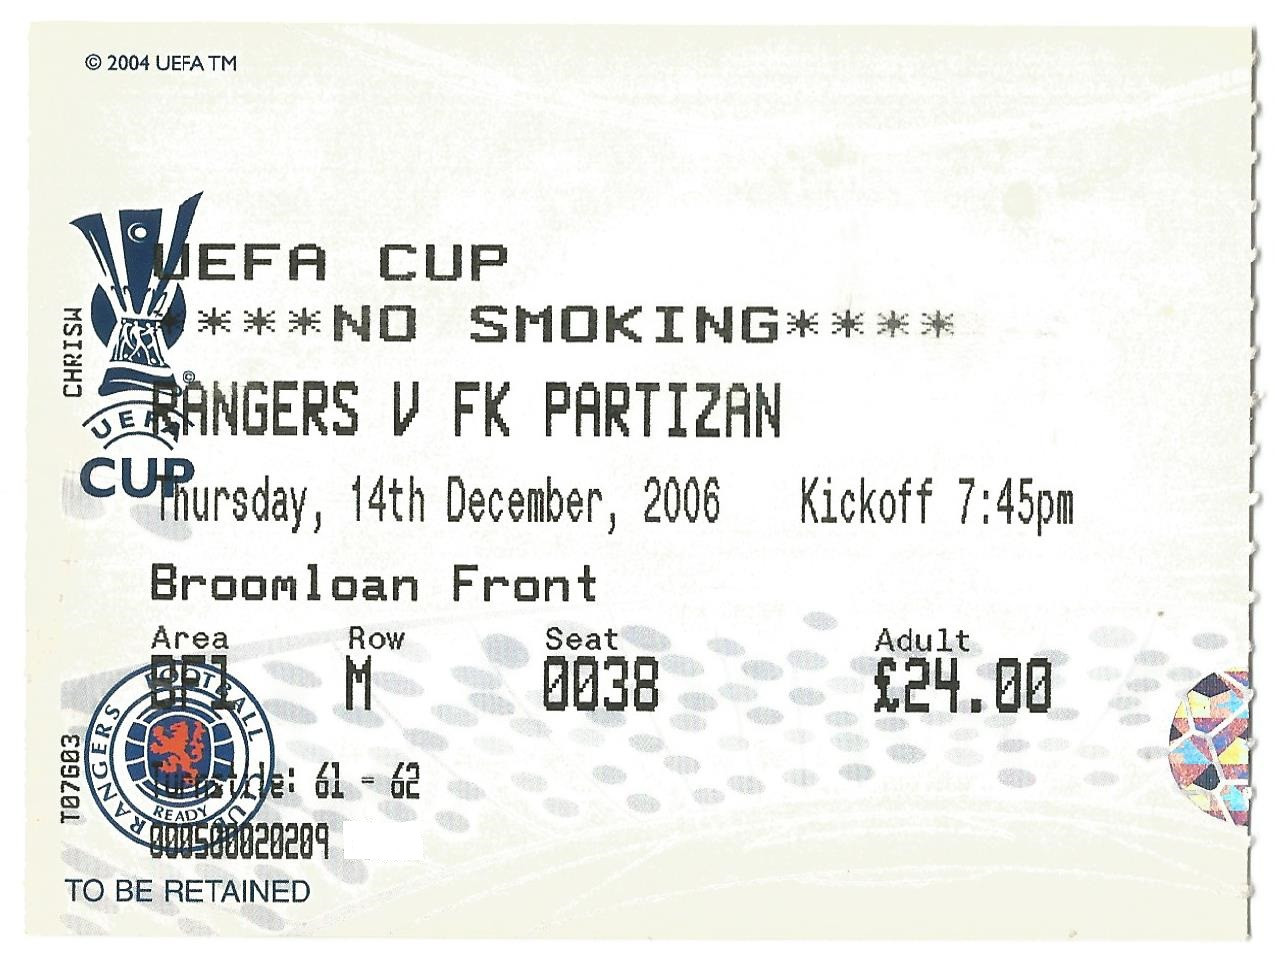 © 2004 UEFA TM
UEFA CUP
****NO SMOKING****
RANGERS V FK PARTIZAN
Thursday, 14th December, 2006 Kickoff 7:45pm
Broomloan Front
Area Row Seat Adult
BF1 M 0038 £24.00
Turnstile: 61 - 62
000500020209
TO BE RETAINED
CHRISW
T07G03
UEFA
CUP
©
RANGERS FOOTBALL CLUB
READY